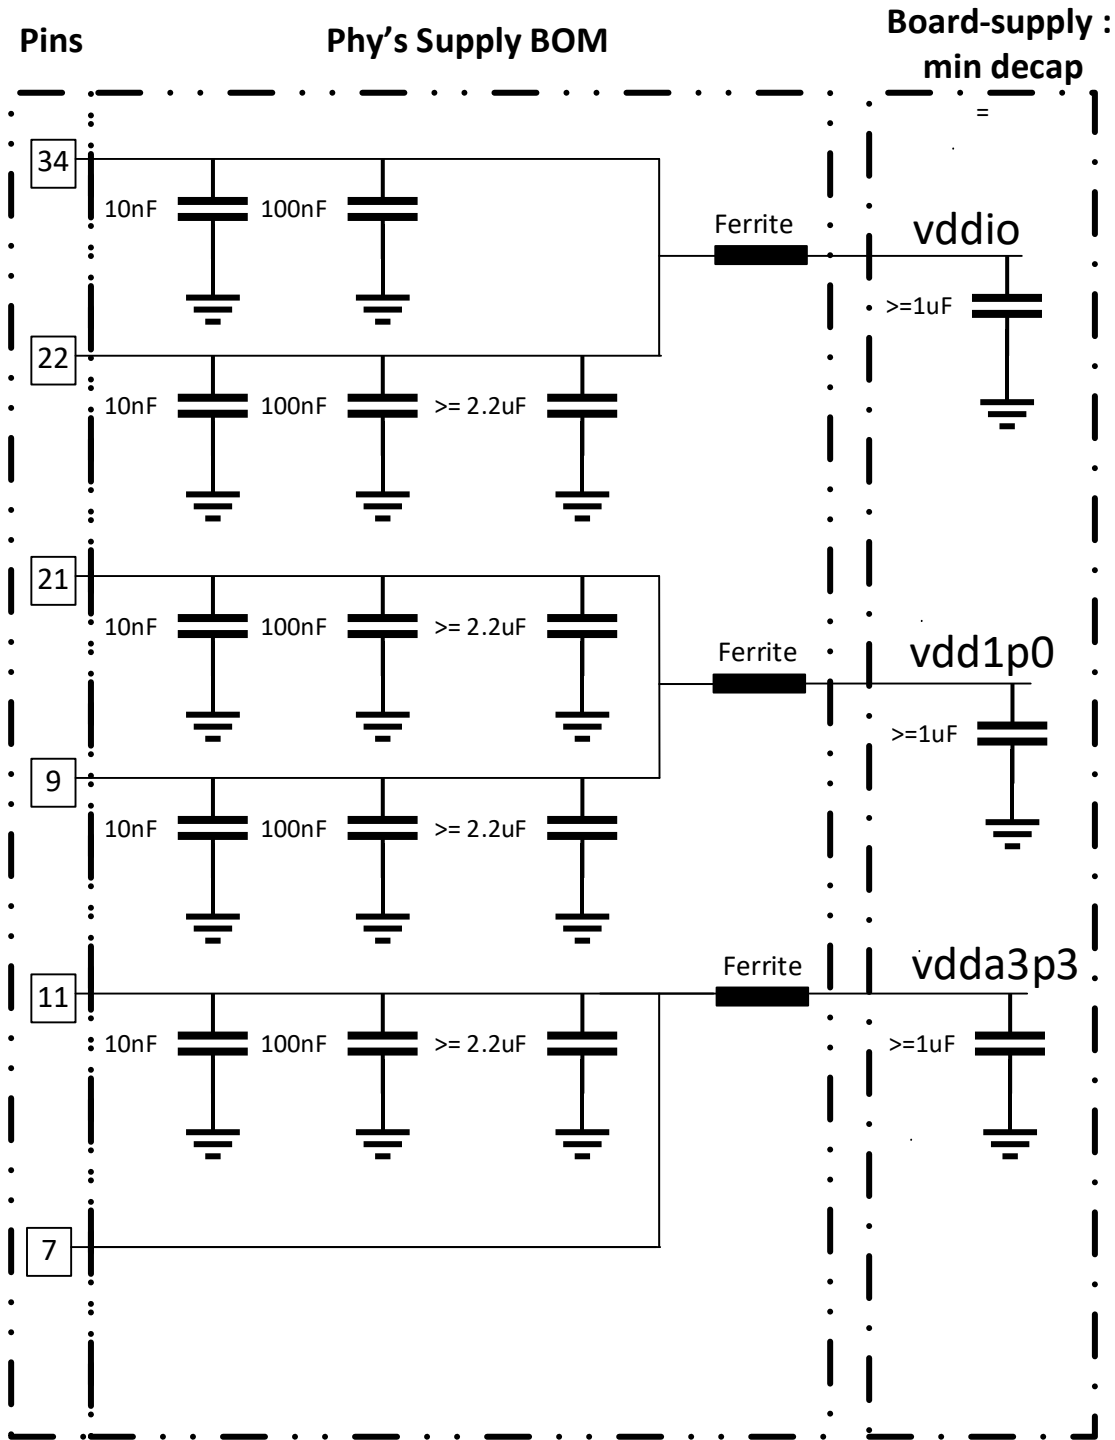 Pins
Phy's Supply BOM
Board-supply :
min decap
=
34
10nF
100nF
Ferrite
vddio
>=1uF
22
10nF
100nF
>= 2.2uF
21
10nF
100nF
>= 2.2uF
Ferrite
vdd1p0
>=1uF
9
10nF
100nF
>= 2.2uF
Ferrite
vdda3p3
11
10nF
100nF
>= 2.2uF
>=1uF
7